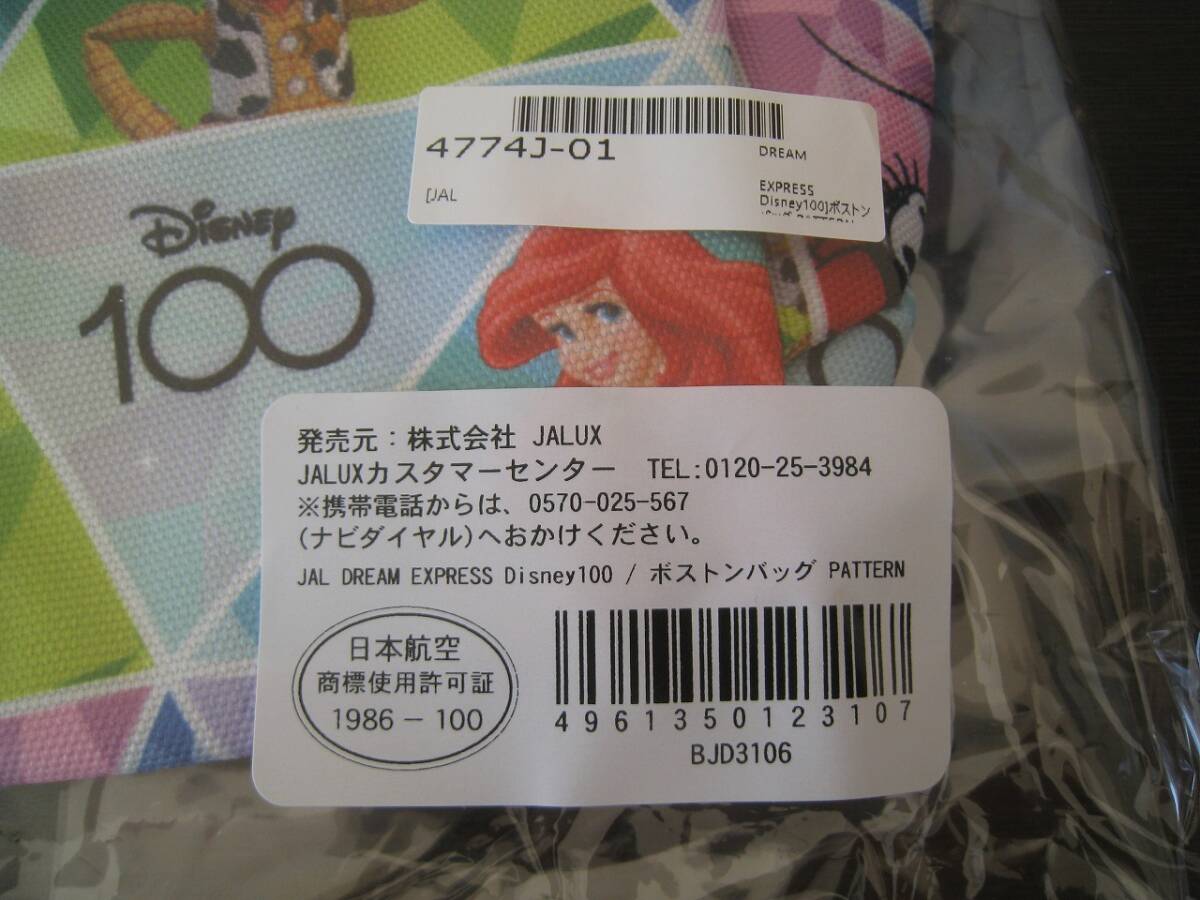 4774J-01
DREAM
[JAL
EXPRESS
Disney100]ボストン
Disney
100
発売元：株式会社 JALUX
JALUXカスタマーセンター TEL:0120-25-3984
※携帯電話からは、0570-025-567
(ナビダイヤル)へおかけください。
JAL DREAM EXPRESS Disney100 / ボストンバッグ PATTERN
日本航空
商標使用許可証
1986 − 100
4961350123107
BJD3106